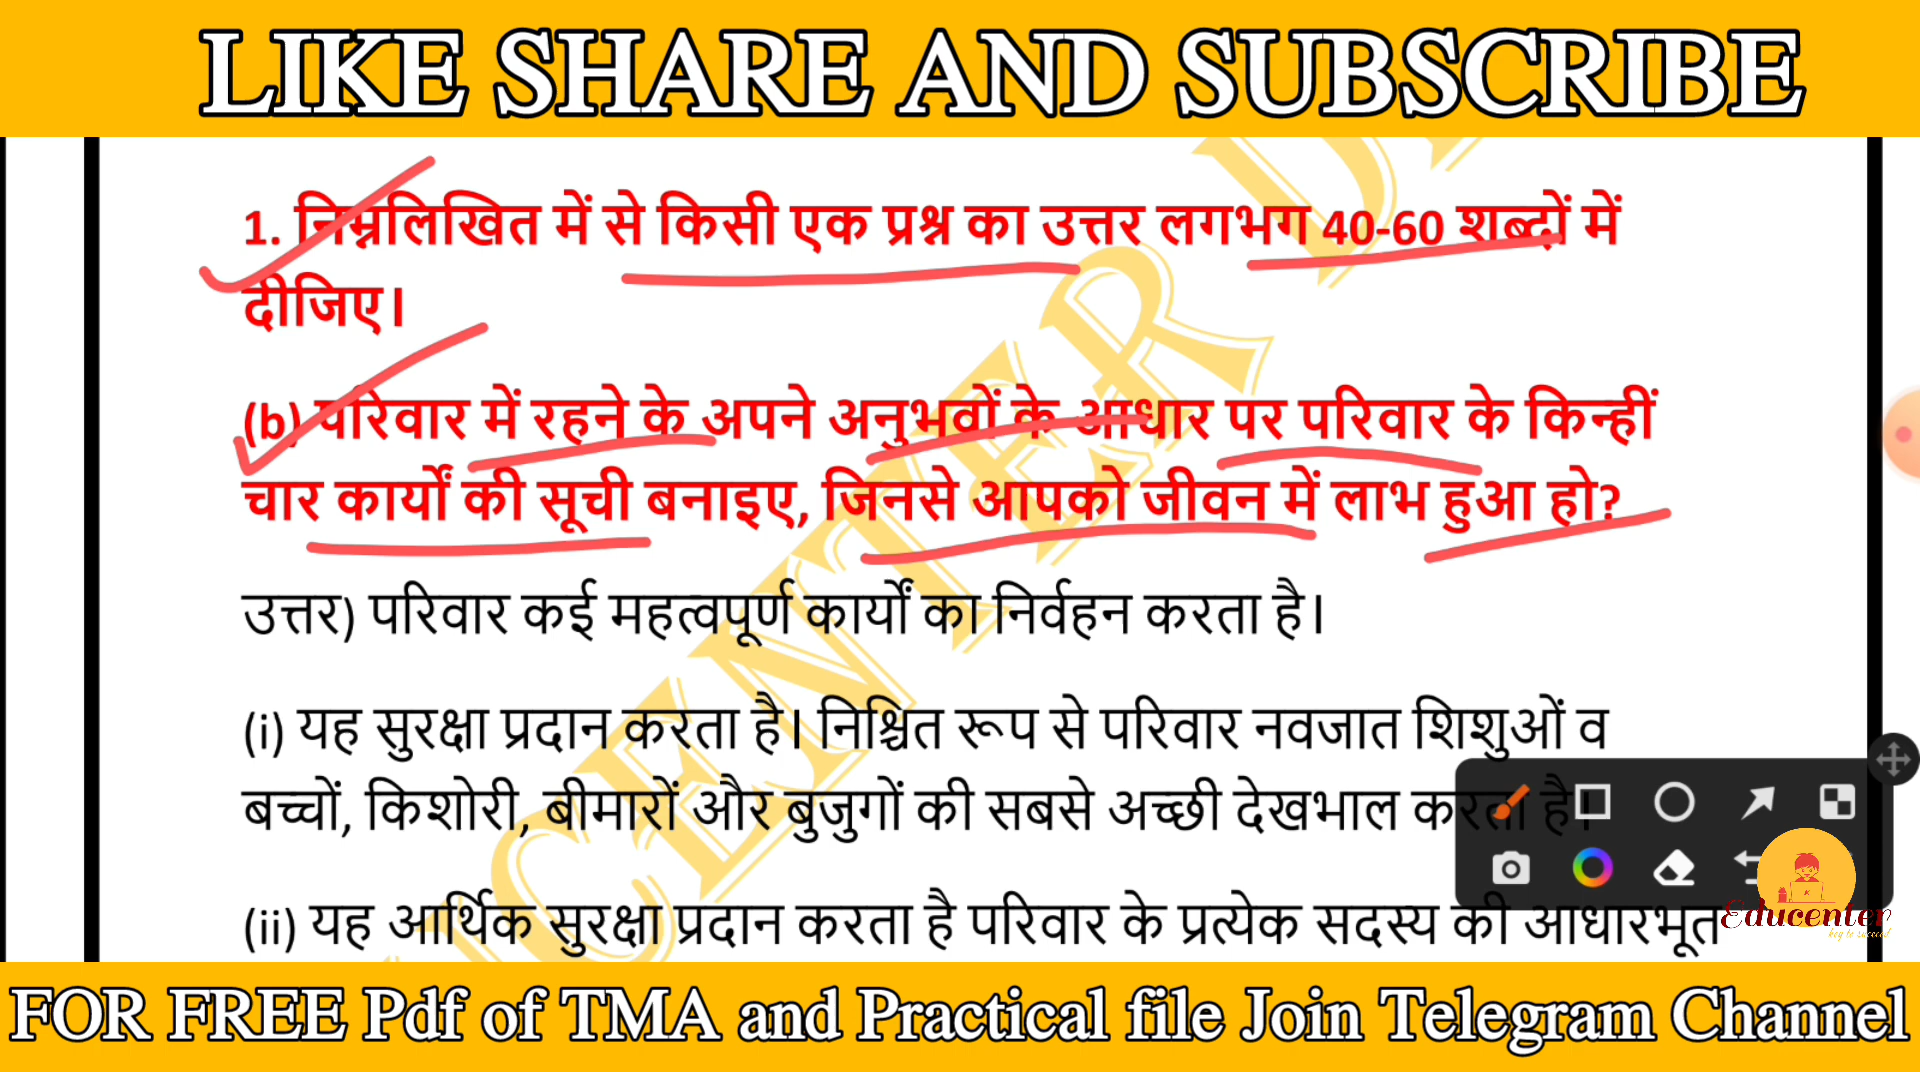 LIKE SHARE AND SUBSCRIBE
1. निम्नलिखित में से किसी एक प्रश्न का उत्तर लगभग 40-60 शब्दों में
दीजिए।
(b) परिवार में रहने के अपने अनुभवों के आधार पर परिवार के किन्हीं
चार कार्यों की सूची बनाइए, जिनसे आपको जीवन में लाभ हुआ हो?
उत्तर) परिवार कई महत्वपूर्ण कार्यों का निर्वहन करता है।
(i) यह सुरक्षा प्रदान करता है। निश्चित रूप से परिवार नवजात शिशुओं व
बच्चों, किशोरी, बीमारों और बुजुगों की सबसे अच्छी देखभाल करता है।
(ii) यह आर्थिक सुरक्षा प्रदान करता है परिवार के प्रत्येक सदस्य की आधारभूत
Educenter
key to succeed
FOR FREE Pdf of TMA and Practical file Join Telegram Channel